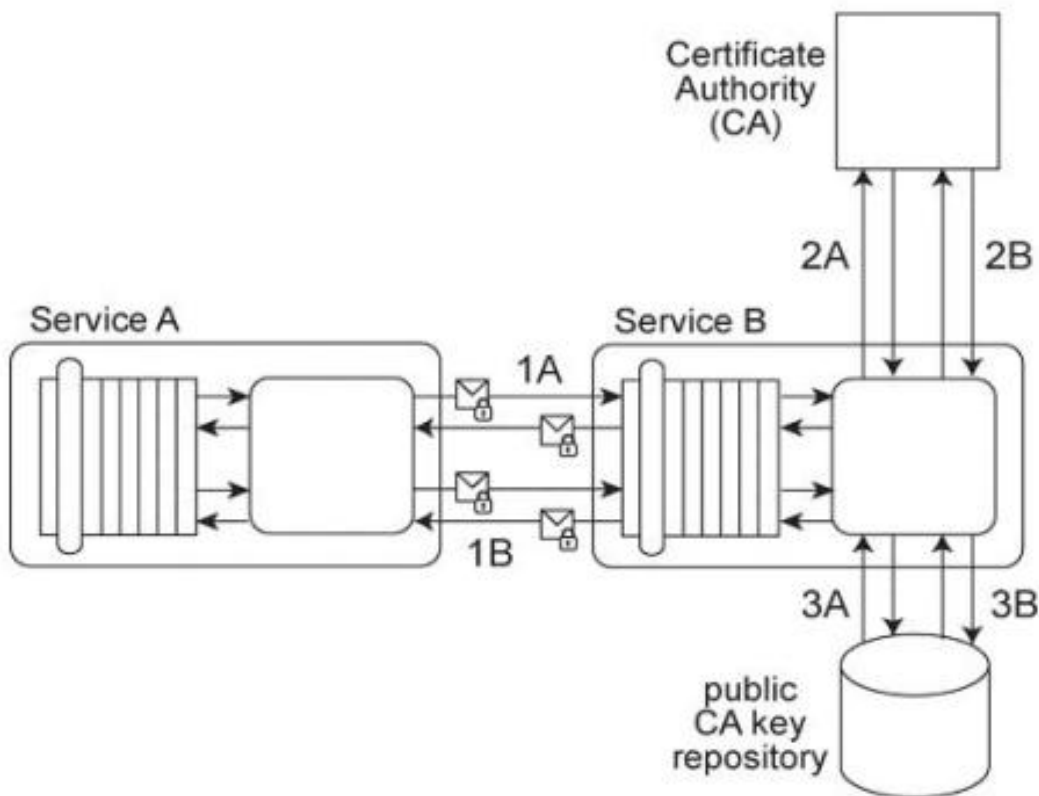 Certificate
Authority
(CA)
2A
2B
Service A
Service B
1A
1B
3A
3B
public
CA key
repository